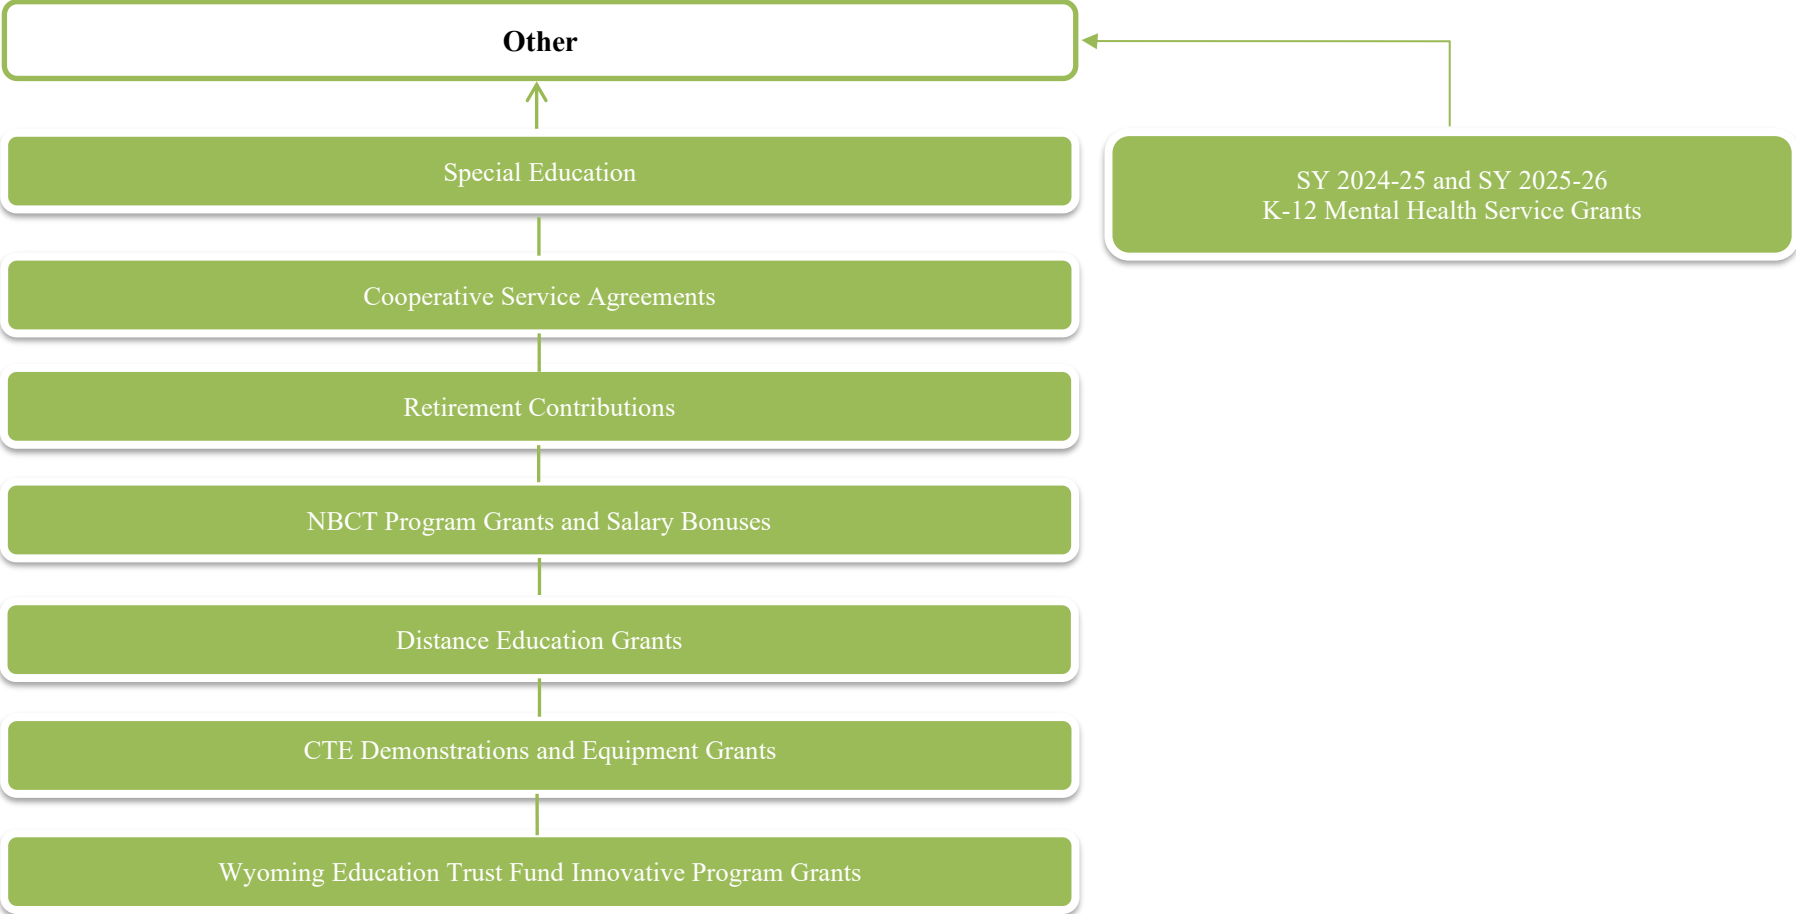 Other
Special Education
SY 2024-25 and SY 2025-26
K-12 Mental Health Service Grants
Cooperative Service Agreements
Retirement Contributions
NBCT Program Grants and Salary Bonuses
Distance Education Grants
CTE Demonstrations and Equipment Grants
Wyoming Education Trust Fund Innovative Program Grants